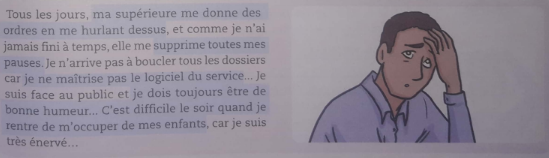 Tous les jours, ma supérieure me donne des
ordres en me hurlant dessus, et comme je n'ai
jamais fini à temps, elle me supprime toutes mes
pauses. Je n'arrive pas à boucler tous les dossiers
car je ne maîtrise pas le logiciel du service... Je
suis face au public et je dois toujours être de
bonne humeur... C'est difficile le soir quand je
rentre de m'occuper de mes enfants, car je suis
très énervé...